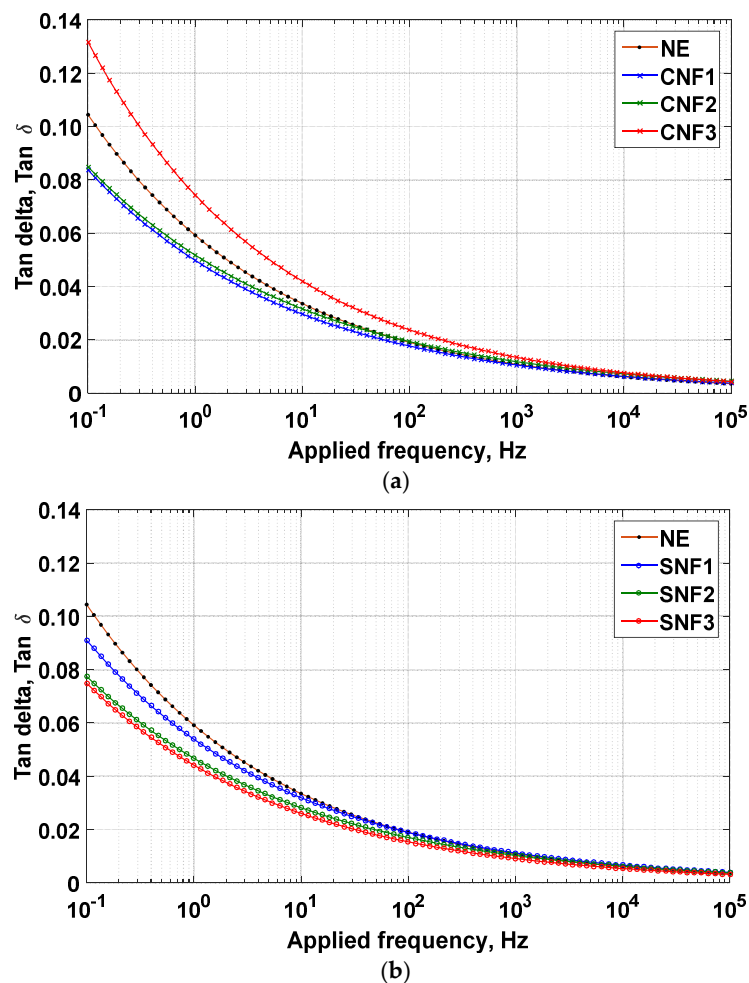 0.14
0.12
0.10
0.08
0.06
0.04
0.02
0
Tan delta, Tan δ
NE
CNF1
CNF2
CNF3
10-1 100 101 102 103 104 105
Applied frequency, Hz
(a)
0.14
0.12
0.10
0.08
0.06
0.04
0.02
0
Tan delta, Tan δ
NE
SNF1
SNF2
SNF3
10-1 100 101 102 103 104 105
Applied frequency, Hz
(b)